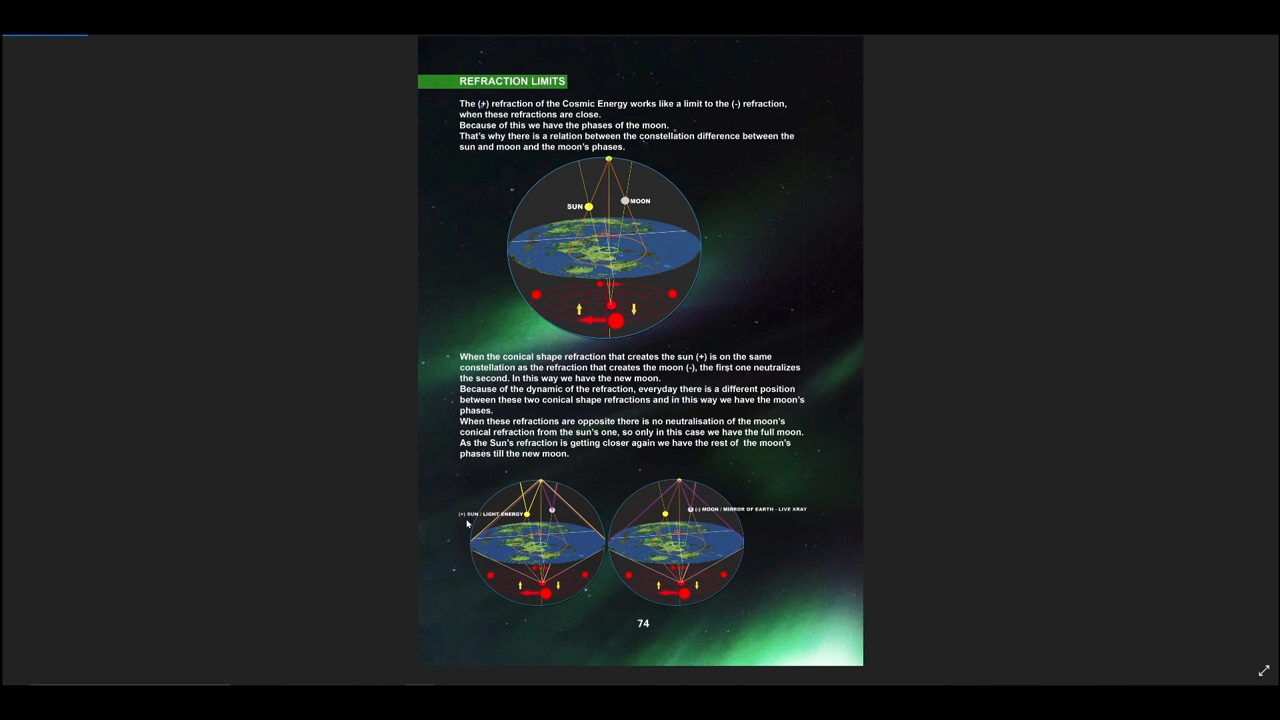 REFRACTION LIMITS
The (+) refraction of the Cosmic Energy works like a limit to the (-) refraction,
when these refractions are close.
Because of this we have the phases of the moon.
That's why there is a relation between the constellation difference between the
sun and moon and the moon's phases.
SUN
MOON
When the conical shape refraction that creates the sun (+) is on the same
constellation as the refraction that creates the moon (-), the first one neutralizes
the second. In this way we have the new moon.
Because of the dynamic of the refraction, everyday there is a different position
between these two conical shape refractions and in this way we have the moon's
phases.
When these refractions are opposite there is no neutralisation of the moon's
conical refraction from the sun's one, so only in this case we have the full moon.
As the Sun's refraction is getting closer again we have the rest of the moon's
phases till the new moon.
(+) SUN / LIGHT ENERGY
(-) MOON / MIRROR OF EARTH - LIVE XRAY
74